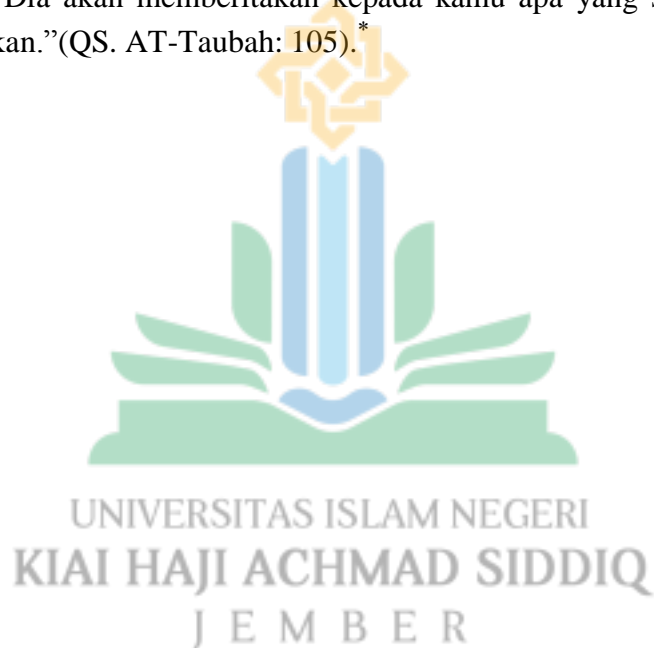 Dia akan memberitakan kepada kamu apa yang
kan.”(QS. AT-Taubah: 105).*
UNIVERSITAS ISLAM NEGERI
KIAI HAJI ACHMAD SIDDIQ
JEMBER